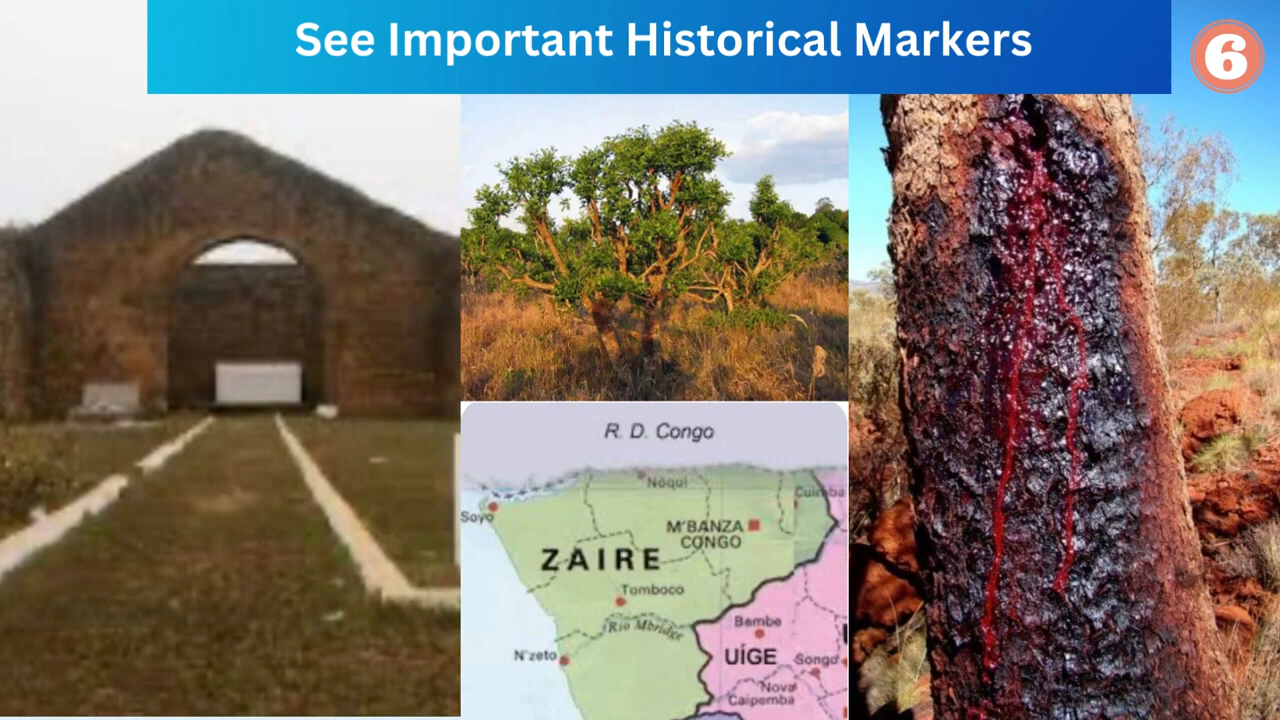 See Important Historical Markers
6
R. D. Congo
Nóqui
Cuimba
Soyo
M'BANZA
CONGO
ZAIRE
Tomboco
Rio Mbridge
Bembe
N'zeto
UÍGE
Songo
Nova
Caipemba